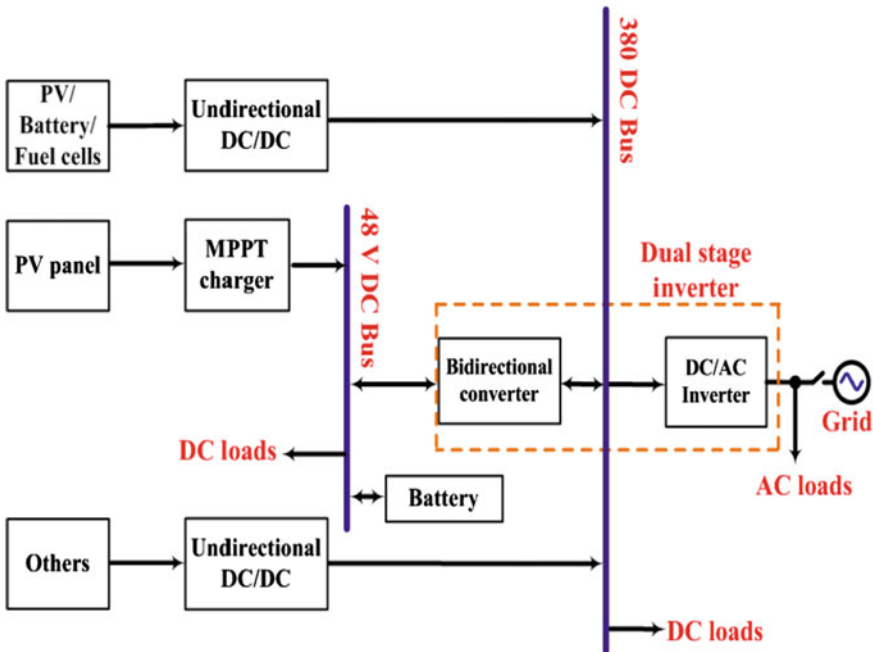 PV/
Battery/
Fuel cells
Undirectional
DC/DC
380 DC Bus
PV panel
MPPT
charger
48 V DC Bus
Dual stage
inverter
Bidirectional
converter
DC/AC
Inverter
Grid
DC loads
AC loads
Battery
Others
Undirectional
DC/DC
DC loads